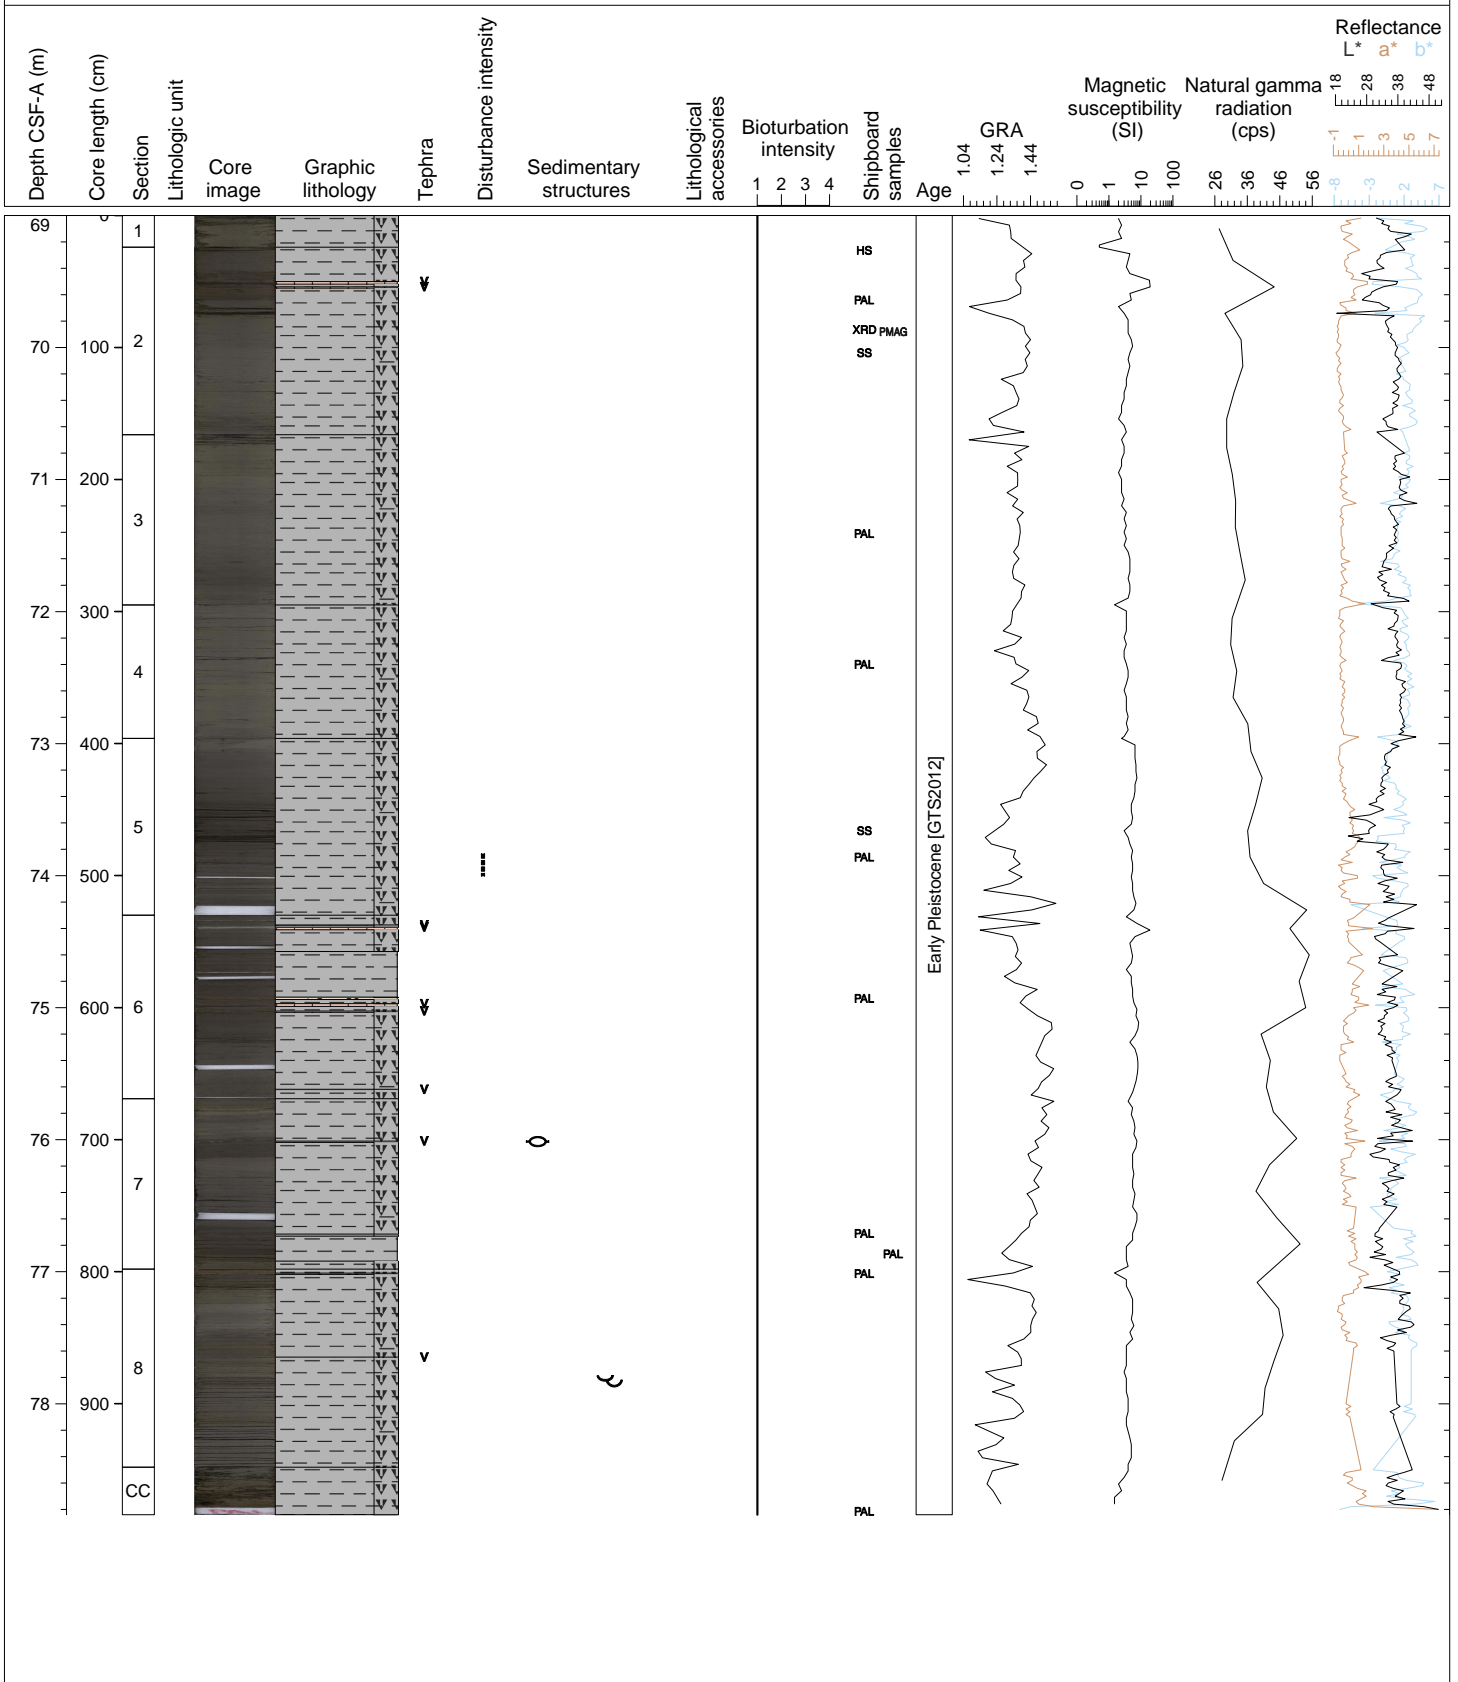 Depth CSF-A (m)
Core length (cm)
Section
Lithologic unit
Core
image
Graphic
lithology
Tephra
Disturbance intensity
Sedimentary
structures
Lithological
accessories
Bioturbation
intensity
1 2 3 4
Shipboard
samples
Age
GRA
1.04 1.24 1.44
Magnetic
susceptibility
(SI)
0 1 10 100
Natural gamma
radiation
(cps)
26 36 46 56
Reflectance
L* a* b*
18 28 38 48
-1 1 3 5 7
-8 -3 2 7
69 0
1
HS
V
V
PAL
XRD PMAG
70 100 2
SS
71 200
3
PAL
72 300
PAL
4
73 400
Early Pleistocene [GTS2012]
5
SS
PAL
74 500
V
V PAL
75 600 6
V
V
76 700 V
7
PAL
PAL
77 800 PAL
V
8
78 900
CC
PAL